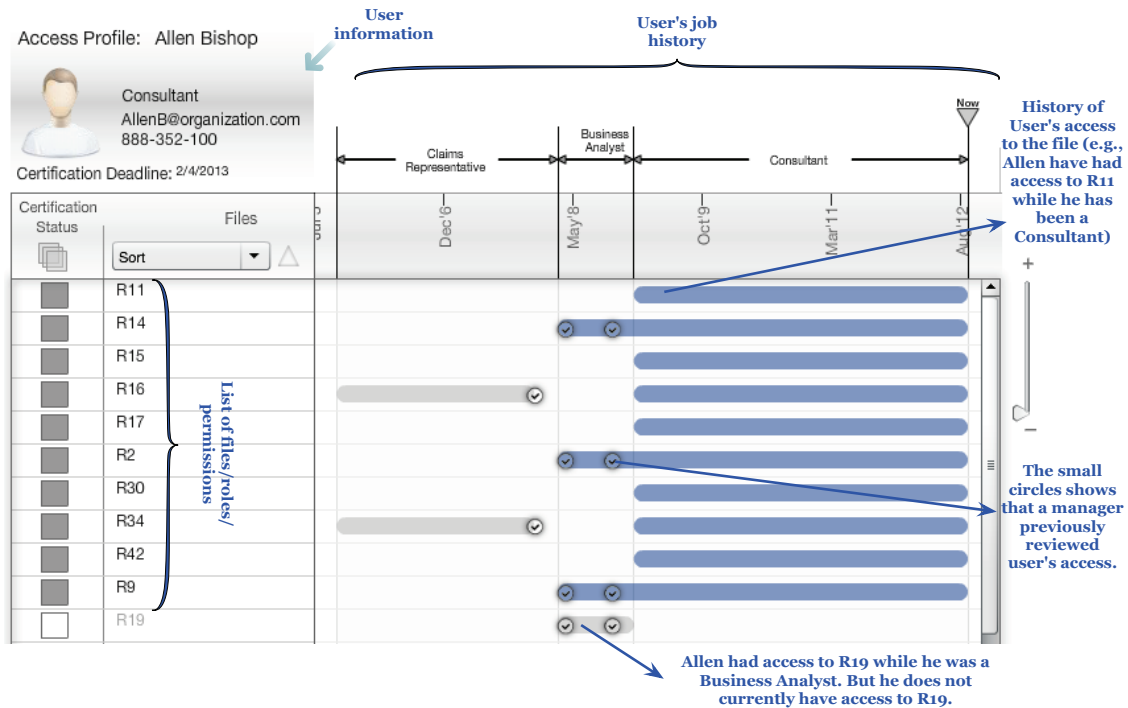 User
information
User's job
history
Access Profile: Allen Bishop
Consultant
AllenB@organization.com
888-352-100
Certification Deadline: 2/4/2013
Now
Claims
Representative
Business
Analyst
Consultant
History of
User's access
to the file (e.g.,
Allen have had
access to R11
while he has
been a
Consultant)
Certification
Status
Files
Sort
Dec'6
May'8
Oct'9
Mar'11
Aug'12
+
−
R11
R14
R15
R16
R17
R2
R30
R34
R42
R9
R19
List of files/roles/
permissions
The small
circles shows
that a manager
previously
reviewed
user's access.
Allen had access to R19 while he was a
Business Analyst. But he does not
currently have access to R19.